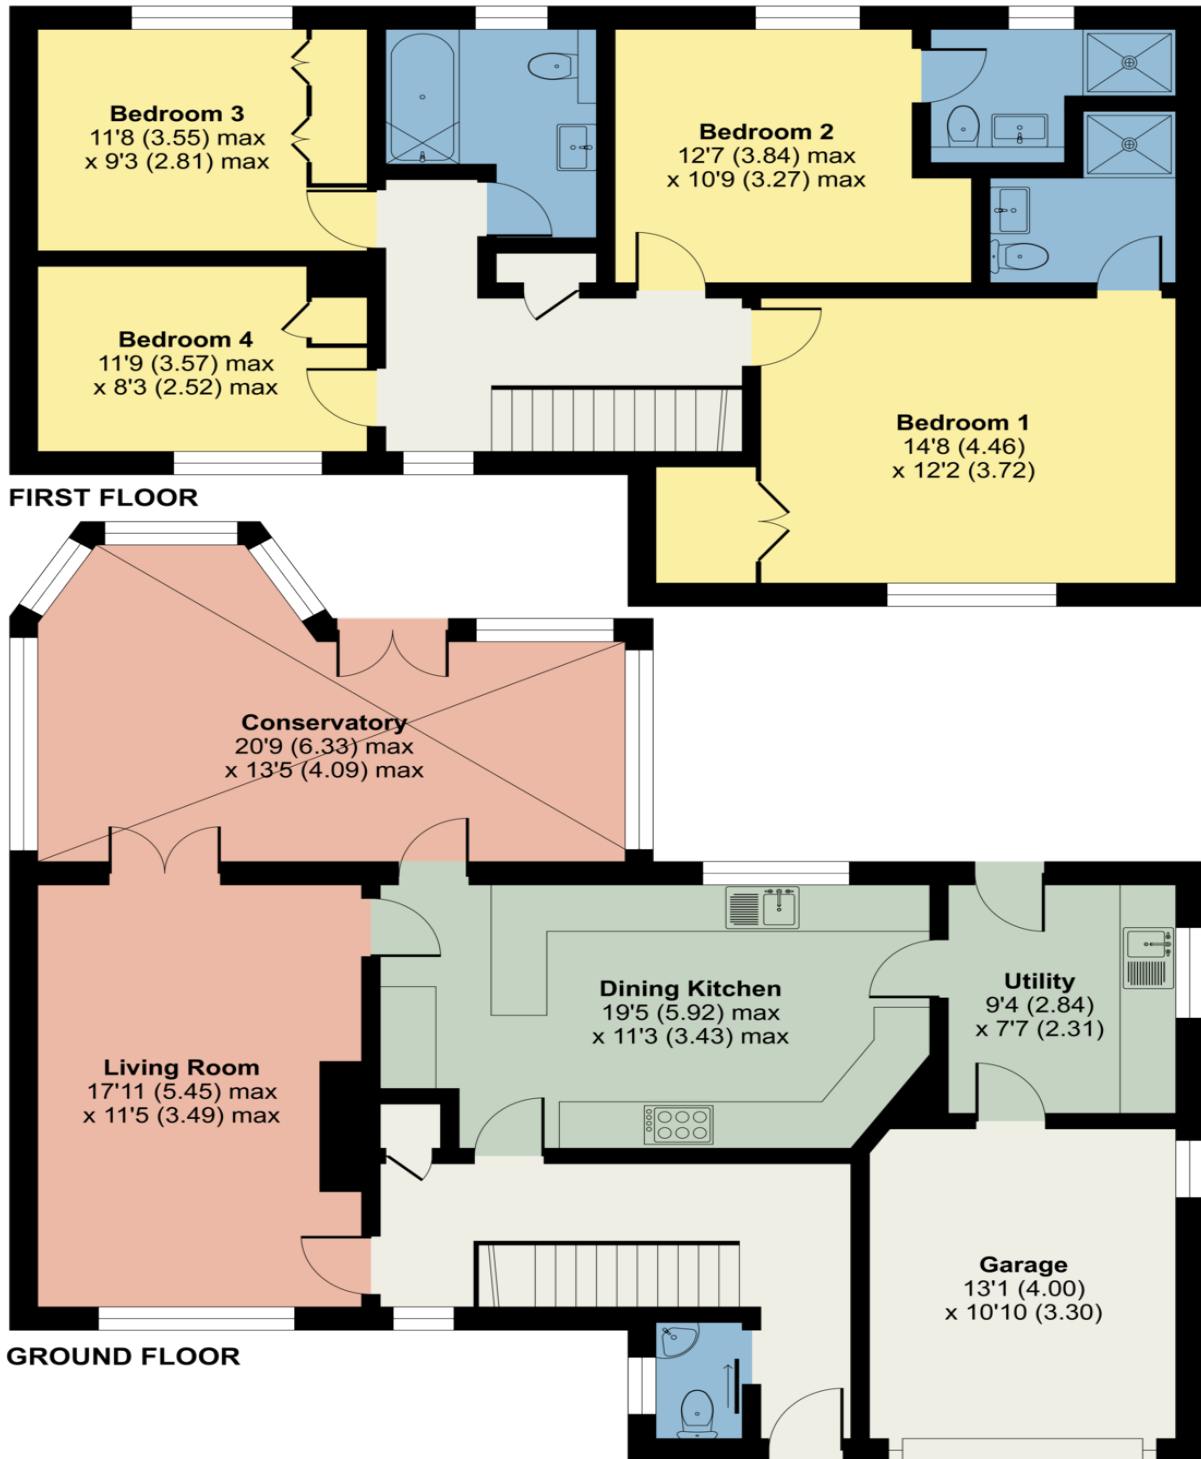 Bedroom 3
11'8 (3.55) max
x 9'3 (2.81) max
Bedroom 2
12'7 (3.84) max
x 10'9 (3.27) max
Bedroom 4
11'9 (3.57) max
x 8'3 (2.52) max
Bedroom 1
14'8 (4.46)
x 12'2 (3.72)
FIRST FLOOR
Conservatory
20'9 (6.33) max
x 13'5 (4.09) max
Dining Kitchen
19'5 (5.92) max
x 11'3 (3.43) max
Utility
9'4 (2.84)
x 7'7 (2.31)
Living Room
17'11 (5.45) max
x 11'5 (3.49) max
Garage
13'1 (4.00)
x 10'10 (3.30)
GROUND FLOOR